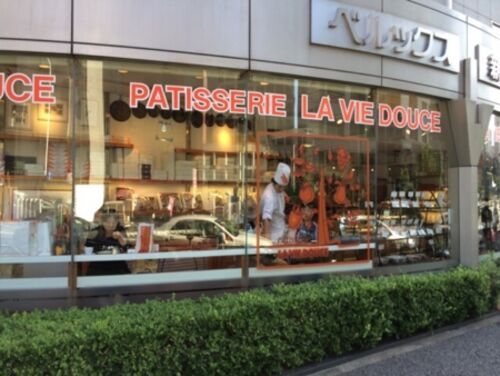 UCE PATISSERIE LA VIE DOUCE
ベルックス